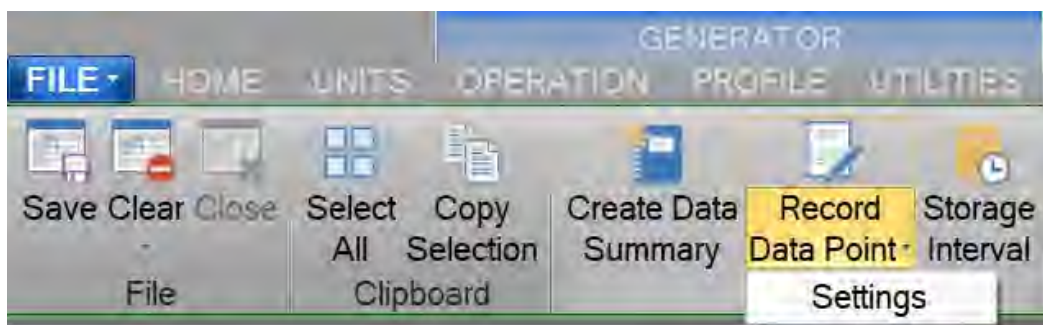 GENERATOR
FILE HOME UNITS OPERATION PROFILE UTILITIES
Save Clear Close Select Copy Create Data Record Storage
All Selection Summary Data Point Interval
File Clipboard Settings